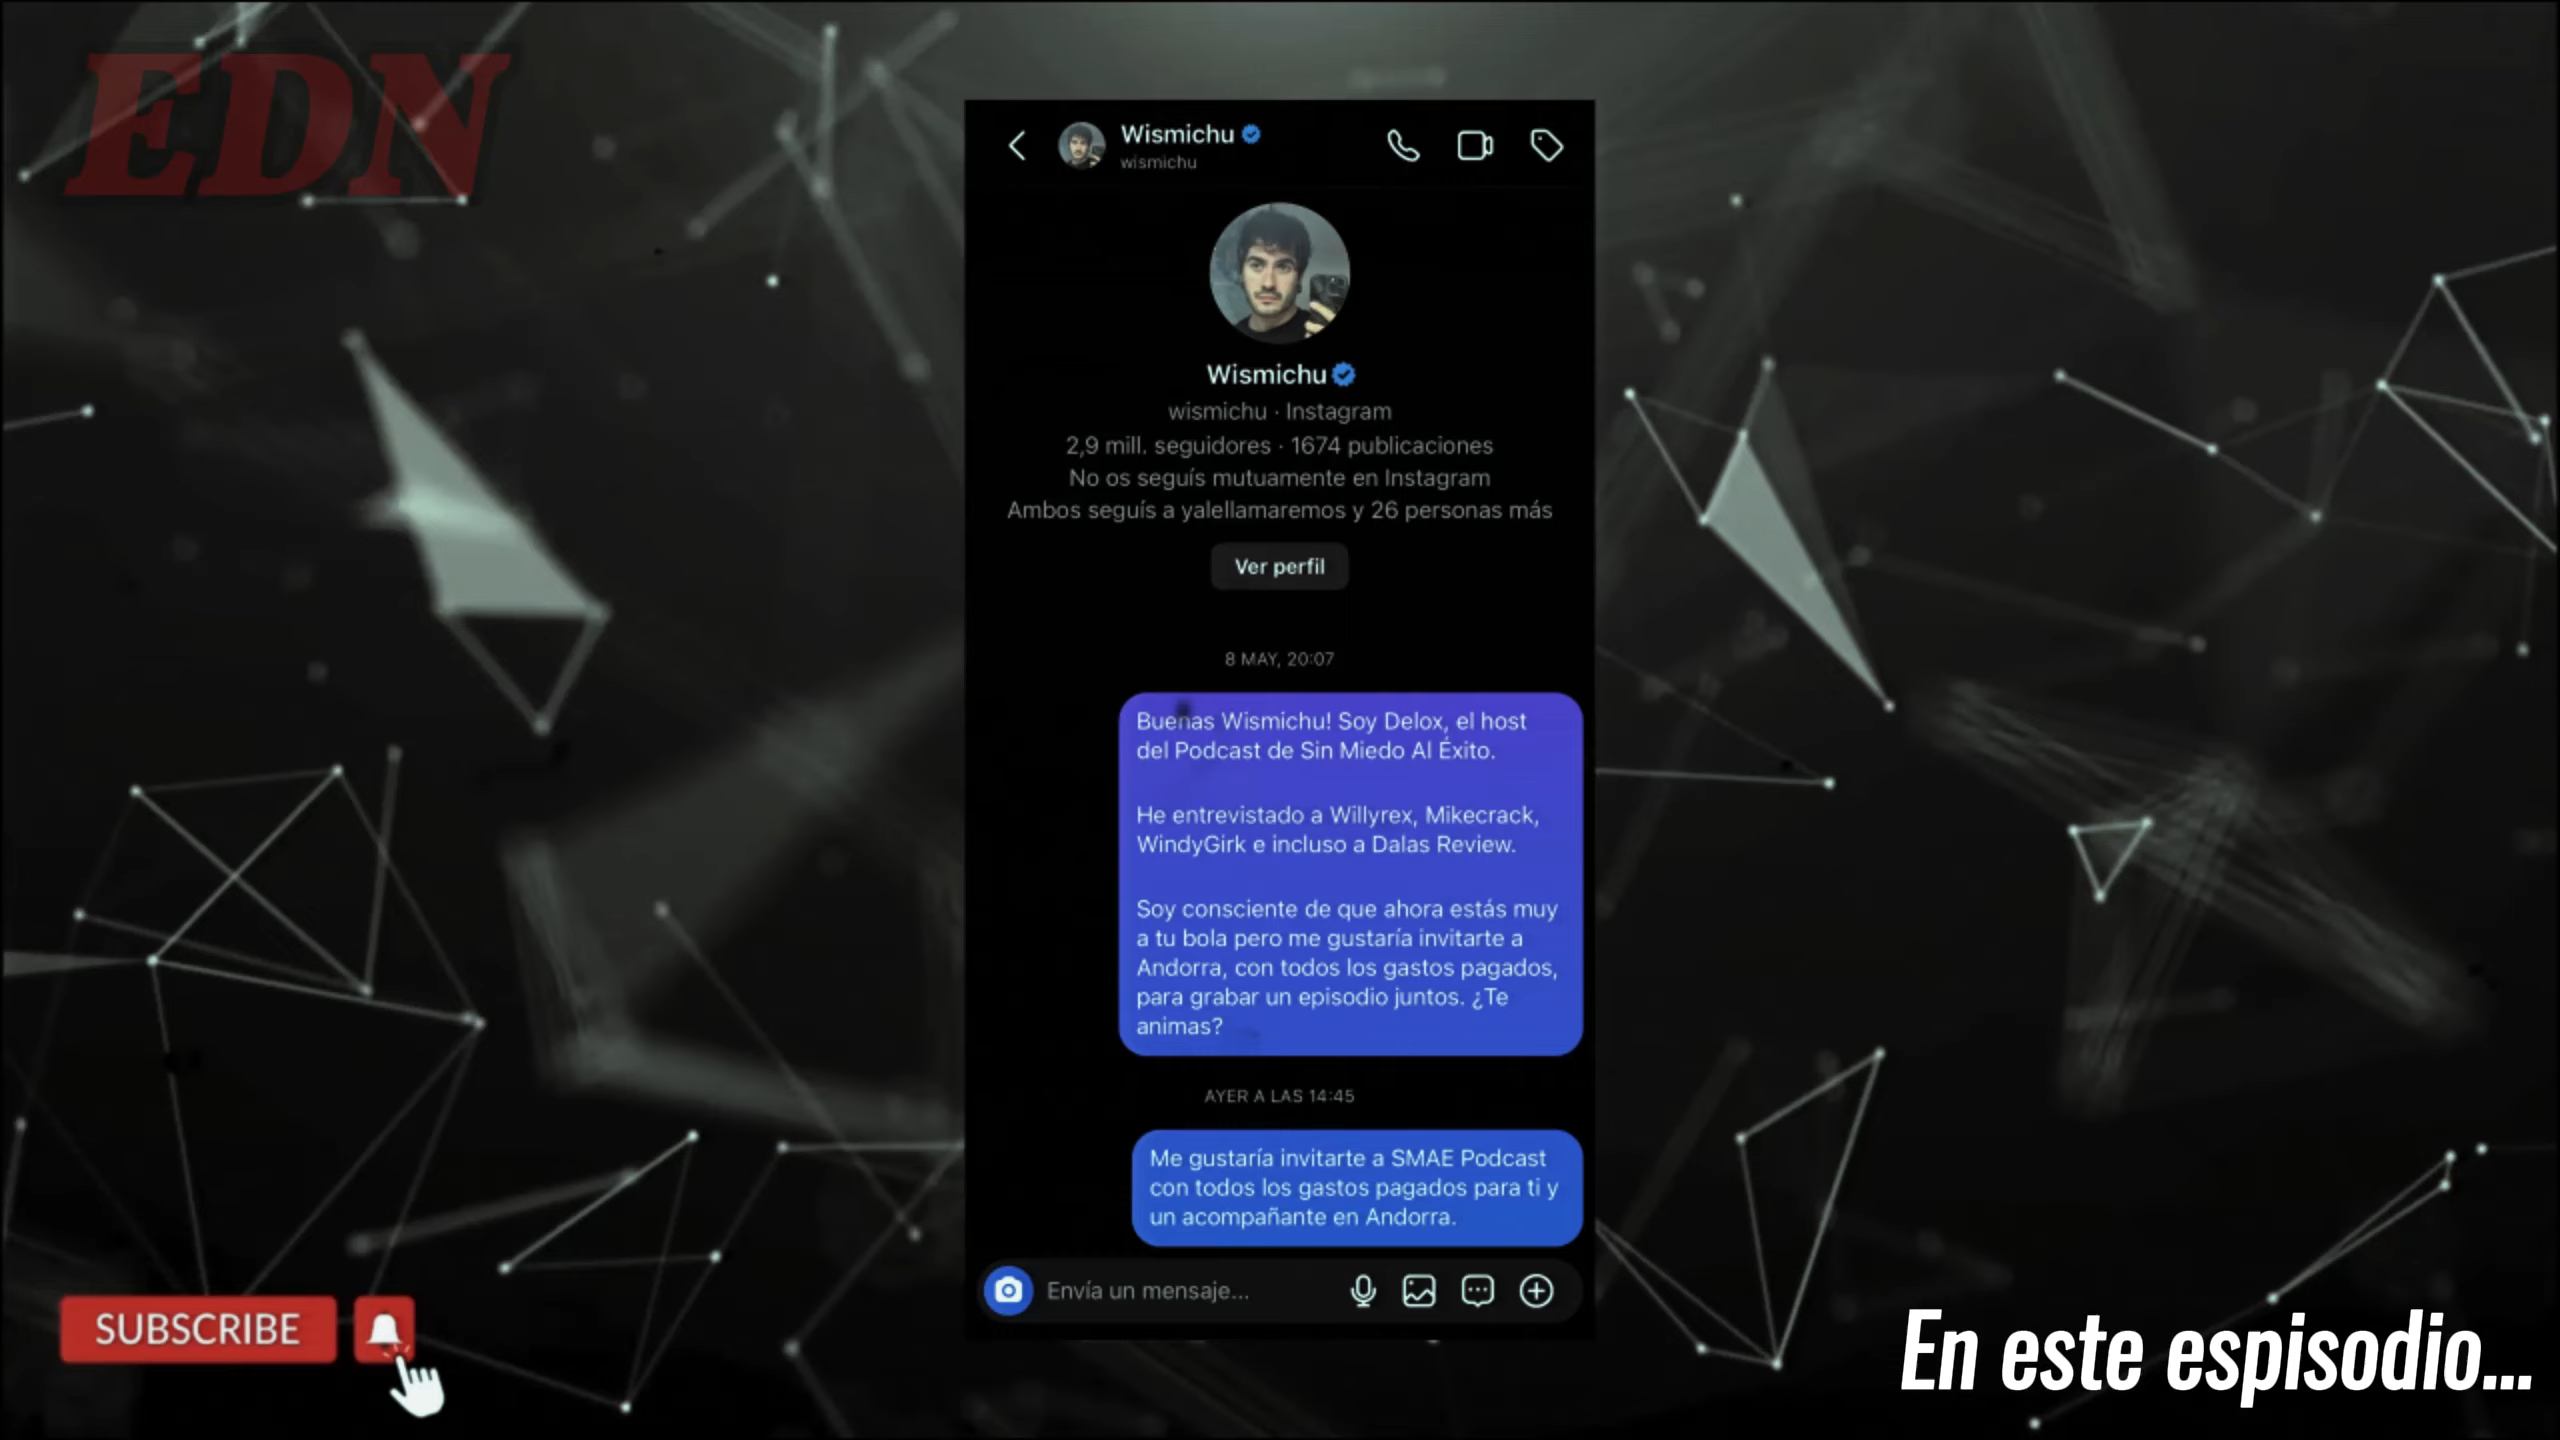 EDN
Wismichu
wismichu
Wismichu
wismichu · Instagram
2,9 mill. seguidores · 1674 publicaciones
No os seguís mutuamente en Instagram
Ambos seguís a yalellamaremos y 26 personas más
Ver perfil
8 MAY, 20:07
Buenas Wismichu! Soy Delox, el host
del Podcast de Sin Miedo Al Éxito.
He entrevistado a Willyrex, Mikecrack,
WindyGirk e incluso a Dalas Review.
Soy consciente de que ahora estás muy
a tu bola pero me gustaría invitarte a
Andorra, con todos los gastos pagados,
para grabar un episodio juntos. ¿Te
animas?
AYER A LAS 14:45
Me gustaría invitarte a SMAE Podcast
con todos los gastos pagados para ti y
un acompañante en Andorra.
Envía un mensaje...
SUBSCRIBE
En este espisodio...